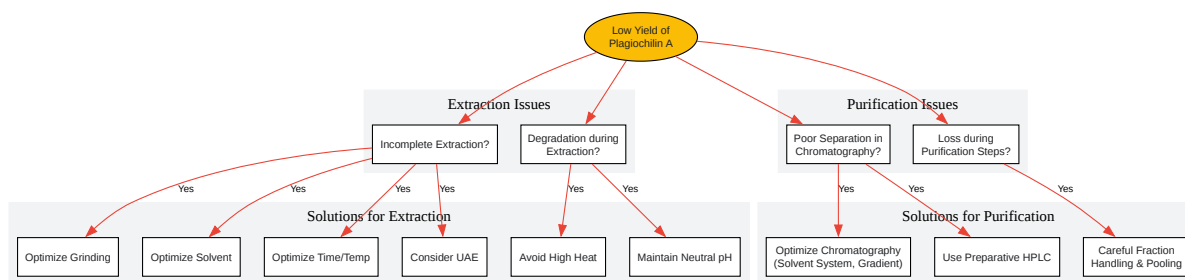 Low Yield of
Plagiochilin A
Extraction Issues
Purification Issues
Incomplete Extraction?
Degradation during
Extraction?
Poor Separation in
Chromatography?
Loss during
Purification Steps?
Yes
Yes
Yes
Yes
Yes
Yes
Yes
Yes
Yes
Solutions for Extraction
Solutions for Purification
Optimize Grinding
Optimize Solvent
Optimize Time/Temp
Consider UAE
Avoid High Heat
Maintain Neutral pH
Optimize Chromatography
(Solvent System, Gradient)
Use Preparative HPLC
Careful Fraction
Handling & Pooling